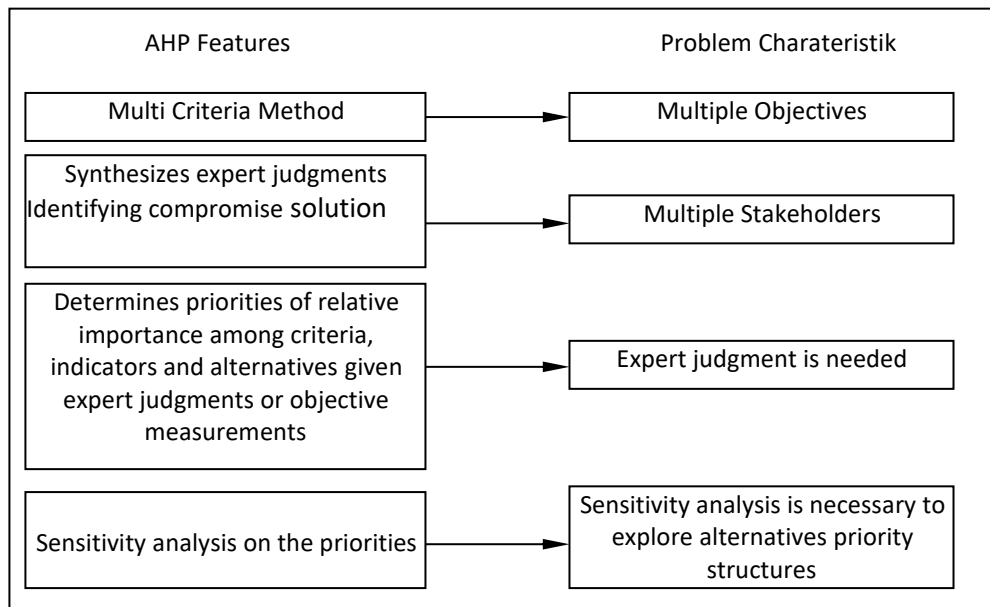 AHP Features
Problem Charateristik
Multi Criteria Method
Multiple Objectives
Synthesizes expert judgments
Identifying compromise solution
Multiple Stakeholders
Determines priorities of relative
importance among criteria,
indicators and alternatives given
expert judgments or objective
measurements
Expert judgment is needed
Sensitivity analysis on the priorities
Sensitivity analysis is necessary to
explore alternatives priority
structures